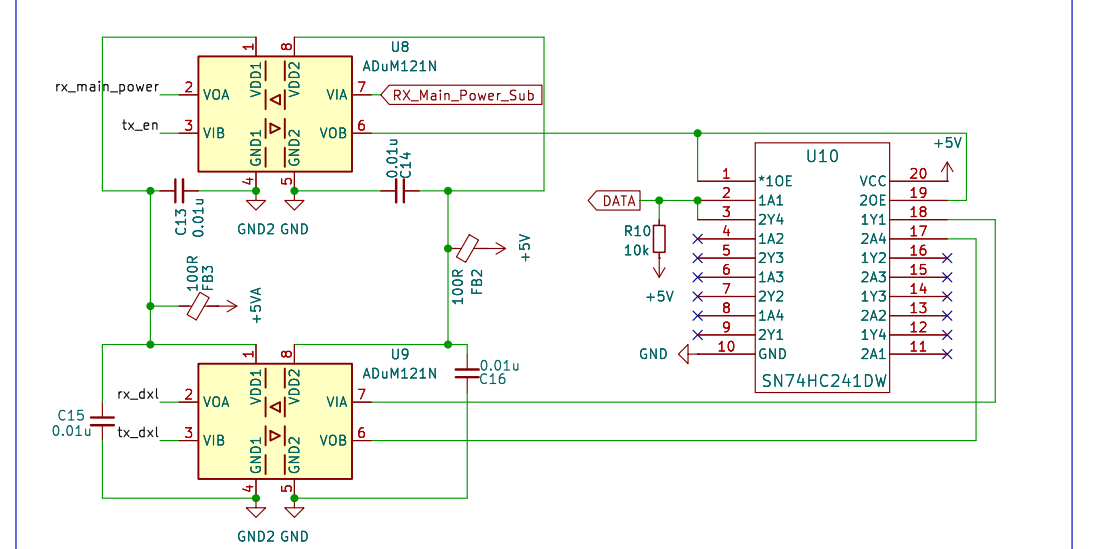 U8
ADuM121N
1
8
VDD1
VDD2
rx_main_power
2
VOA
VIA
7
RX_Main_Power_Sub
tx_en
3
VIB
VOB
6
GND1
GND2
4
5
C13
0.01u
0.01u
C14
GND2
GND
100R
FB3
+5VA
100R
FB2
+5V
U9
ADuM121N
1
8
VDD1
VDD2
rx_dxl
2
VOA
VIA
7
tx_dxl
3
VIB
VOB
6
GND1
GND2
4
5
C15
0.01u
0.01u
C16
GND2
GND
DATA
R10
10k
+5V
GND
U10
+5V
1
*1OE
VCC
20
2
1A1
2OE
19
3
2Y4
1Y1
18
4
1A2
2A4
17
5
2Y3
1Y2
16
6
1A3
2A3
15
7
2Y2
1Y3
14
8
1A4
2A2
13
9
2Y1
1Y4
12
10
GND
2A1
11
SN74HC241DW